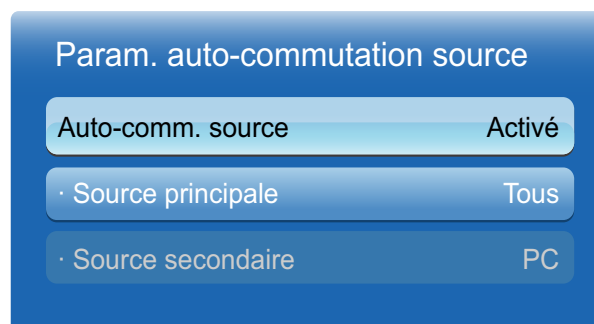 Param. auto-commutation source
Auto-comm. source Activé
· Source principale Tous
· Source secondaire PC